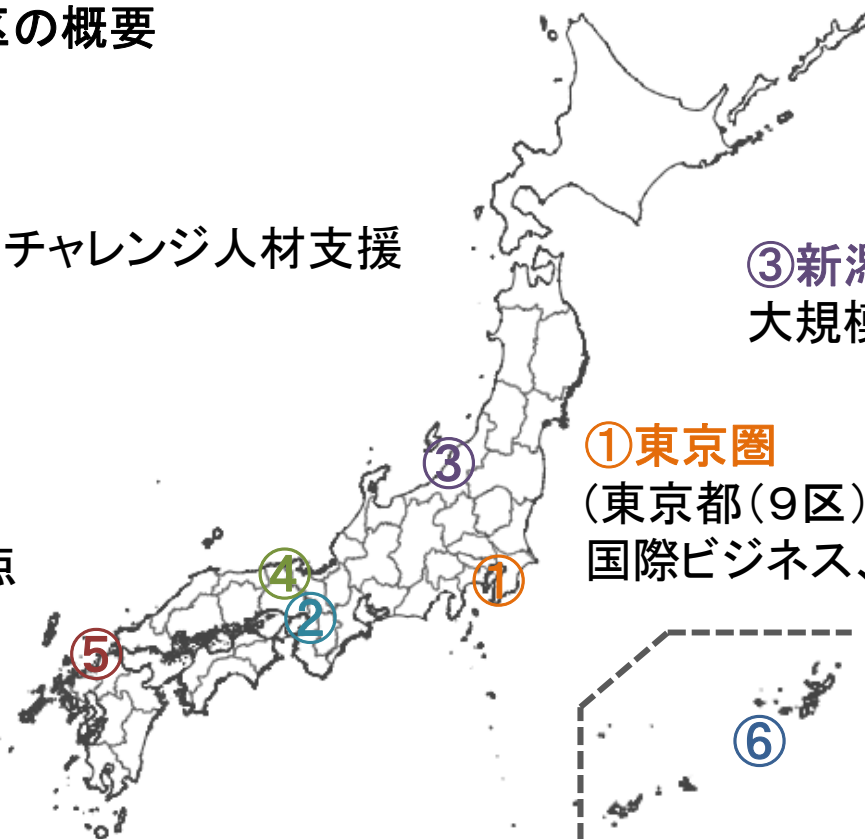 区の概要
チャレンジ人材支援
③新潟
大規模
①東京圏
(東京都(9区)
国際ビジネス、
点
③
④
①
②
⑤
⑥